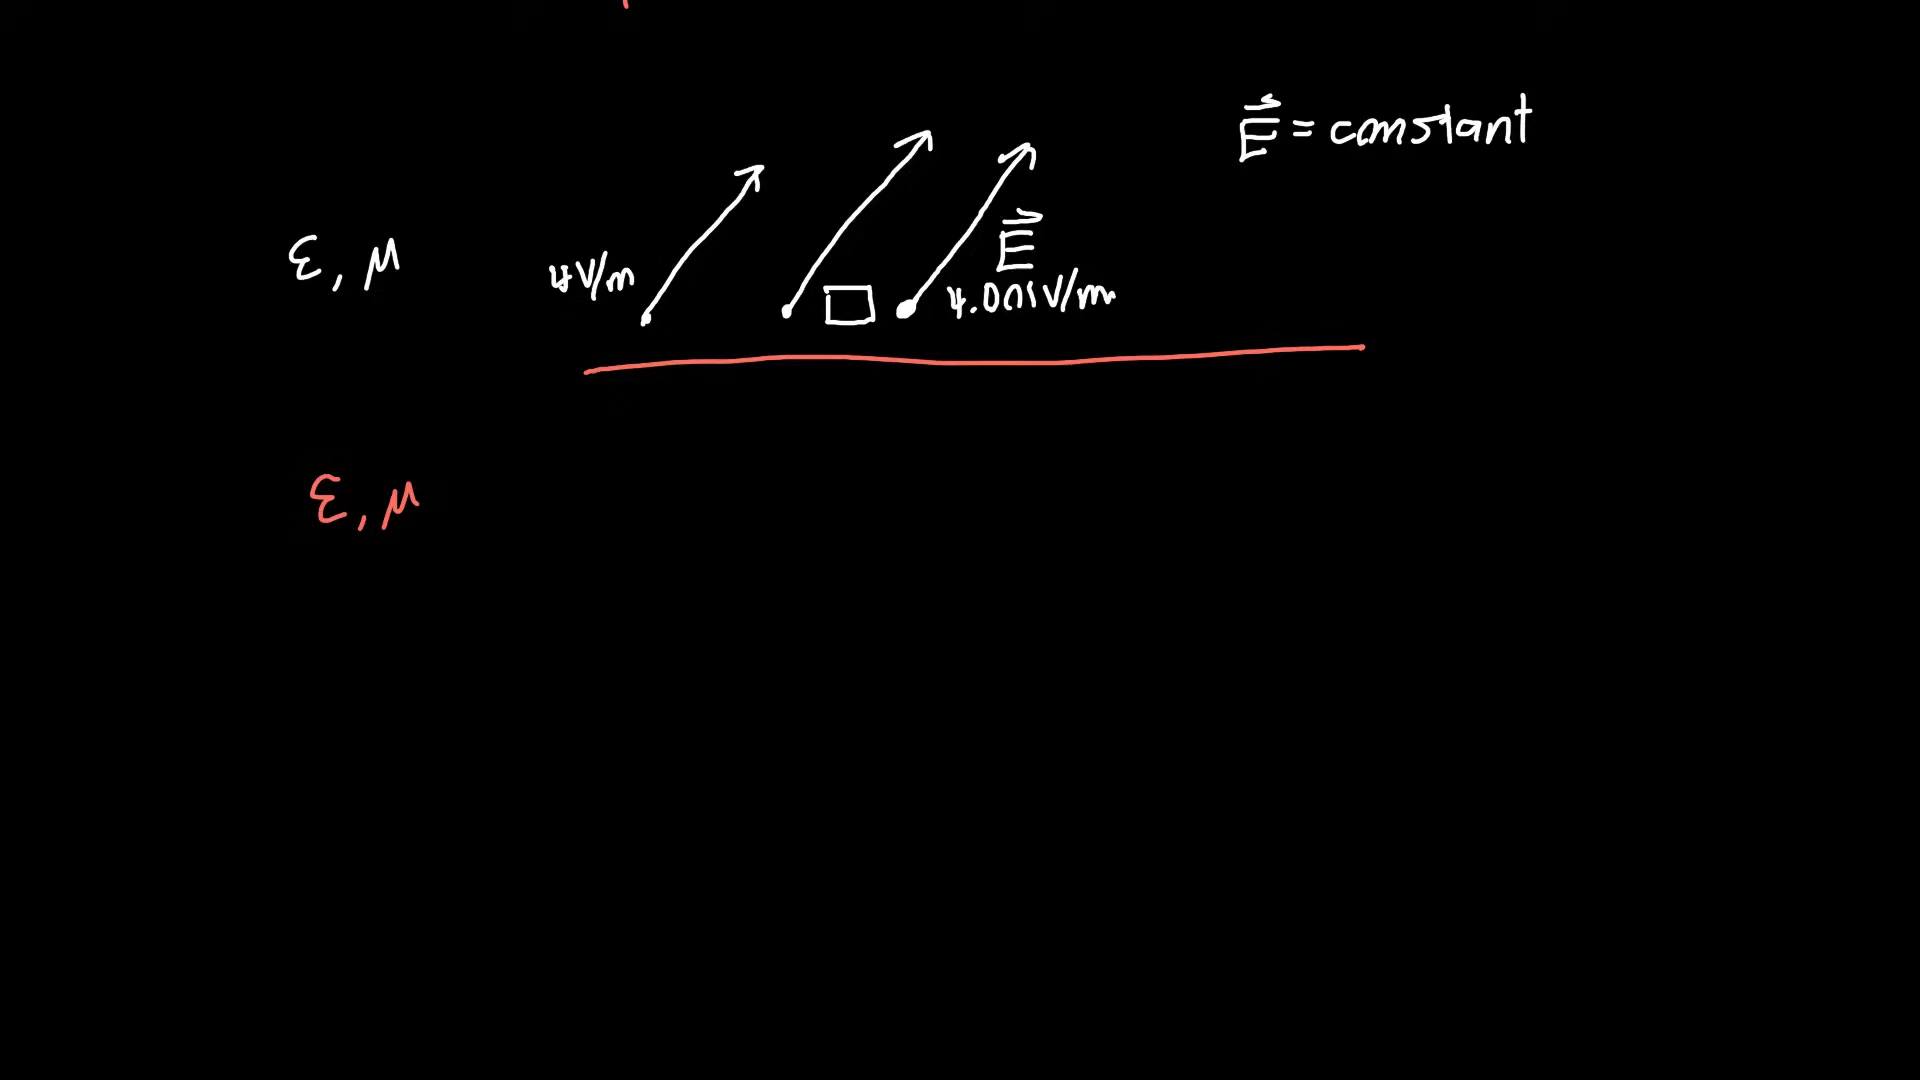 E⃗ = constant
E⃗
ε, μ
4V/m
4.001V/m
ε, μ